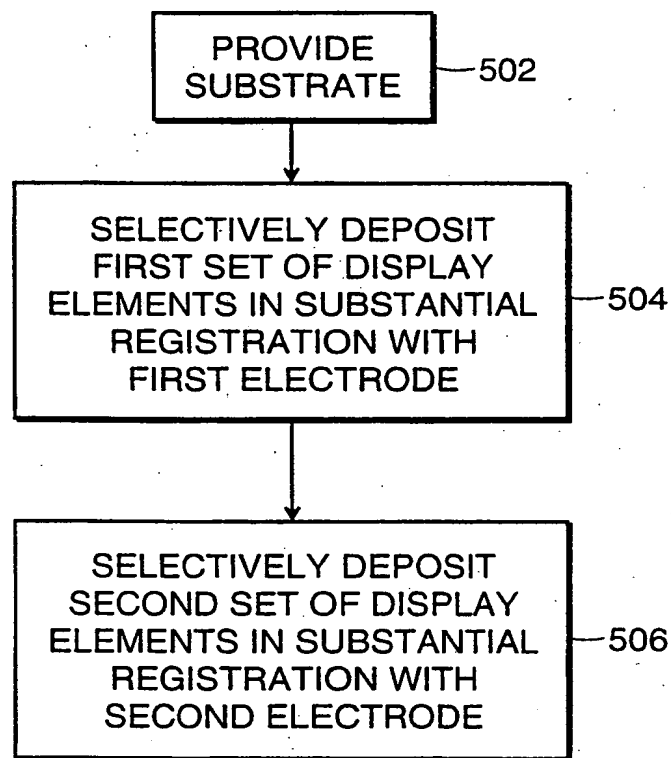 PROVIDE
SUBSTRATE
502
SELECTIVELY DEPOSIT
FIRST SET OF DISPLAY
ELEMENTS IN SUBSTANTIAL
REGISTRATION WITH
FIRST ELECTRODE
504
SELECTIVELY DEPOSIT
SECOND SET OF DISPLAY
ELEMENTS IN SUBSTANTIAL
REGISTRATION WITH
SECOND ELECTRODE
506